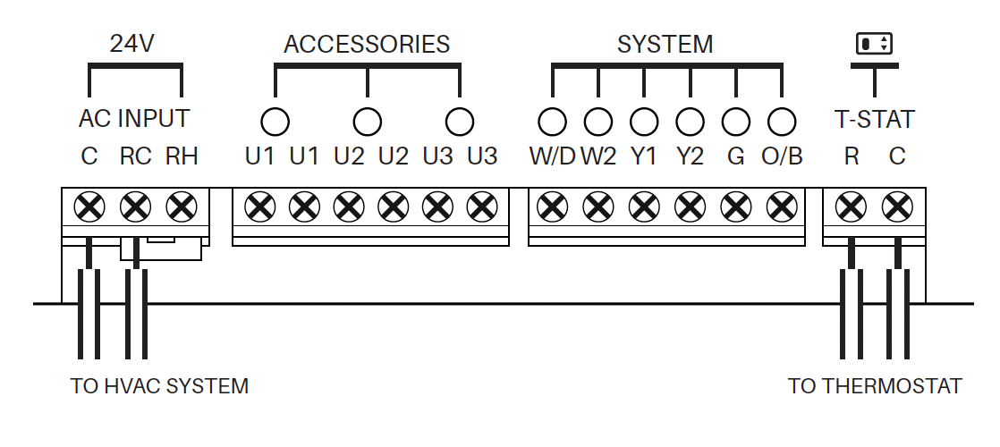 24V ACCESSORIES SYSTEM
AC INPUT T-STAT
C RC RH U1 U1 U2 U2 U3 U3 W/D W2 Y1 Y2 G O/B R C
TO HVAC SYSTEM TO THERMOSTAT